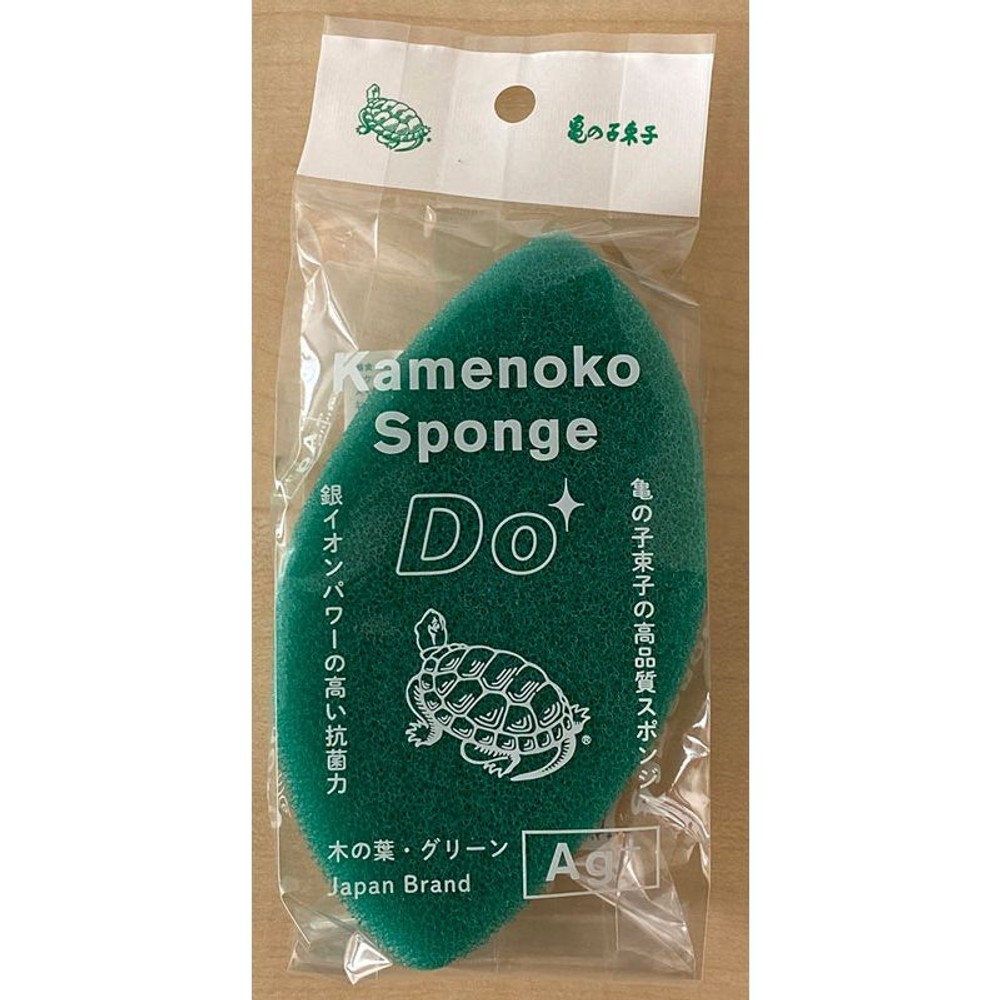 亀の子束子
Kamenoko
Sponge
Do
亀の子束子の高品質スポンジ
銀イオンパワーの高い抗菌力
木の葉・グリーン
Japan Brand
Ag+